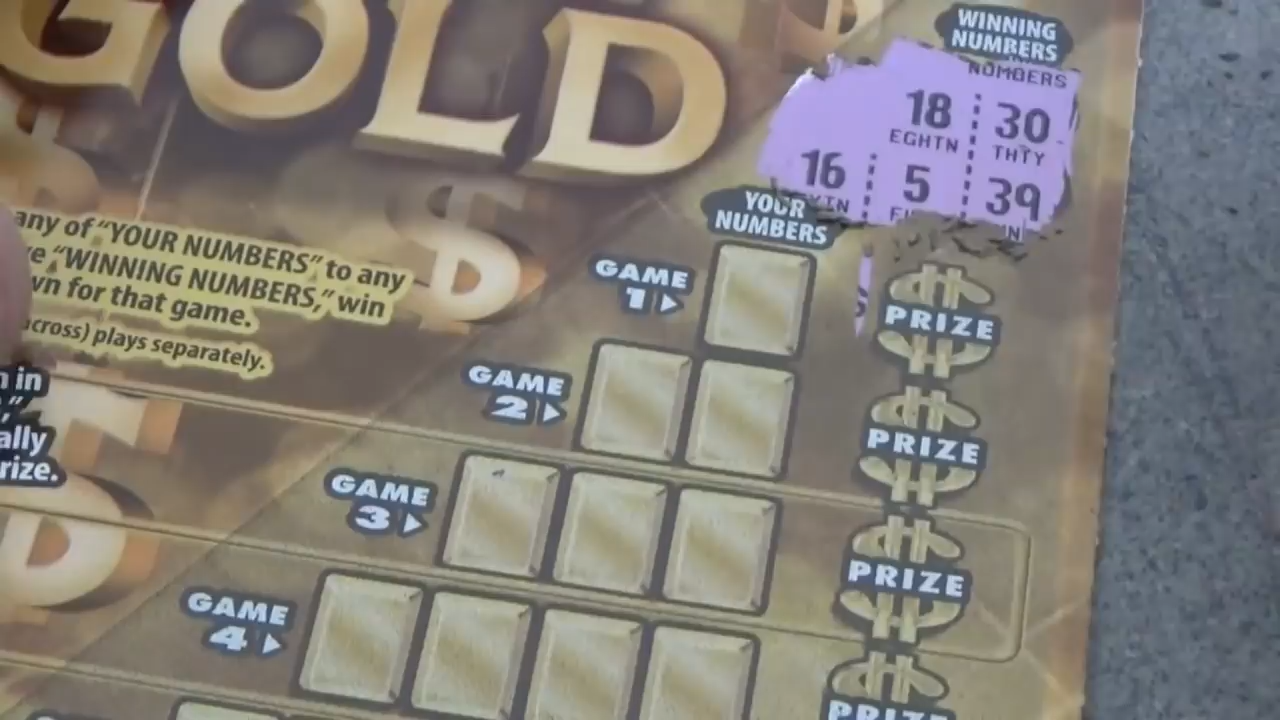 GOLD
WINNING
NUMBERS
NUMBERS
18 30
EGHTN THTY
16 5 39
YOUR
NUMBERS
any of "YOUR NUMBERS" to any
"WINNING NUMBERS," win
for that game.
across) plays separately.
in
GAME
1
PRIZE
GAME
2
PRIZE
GAME
3
PRIZE
GAME
4
PRIZE